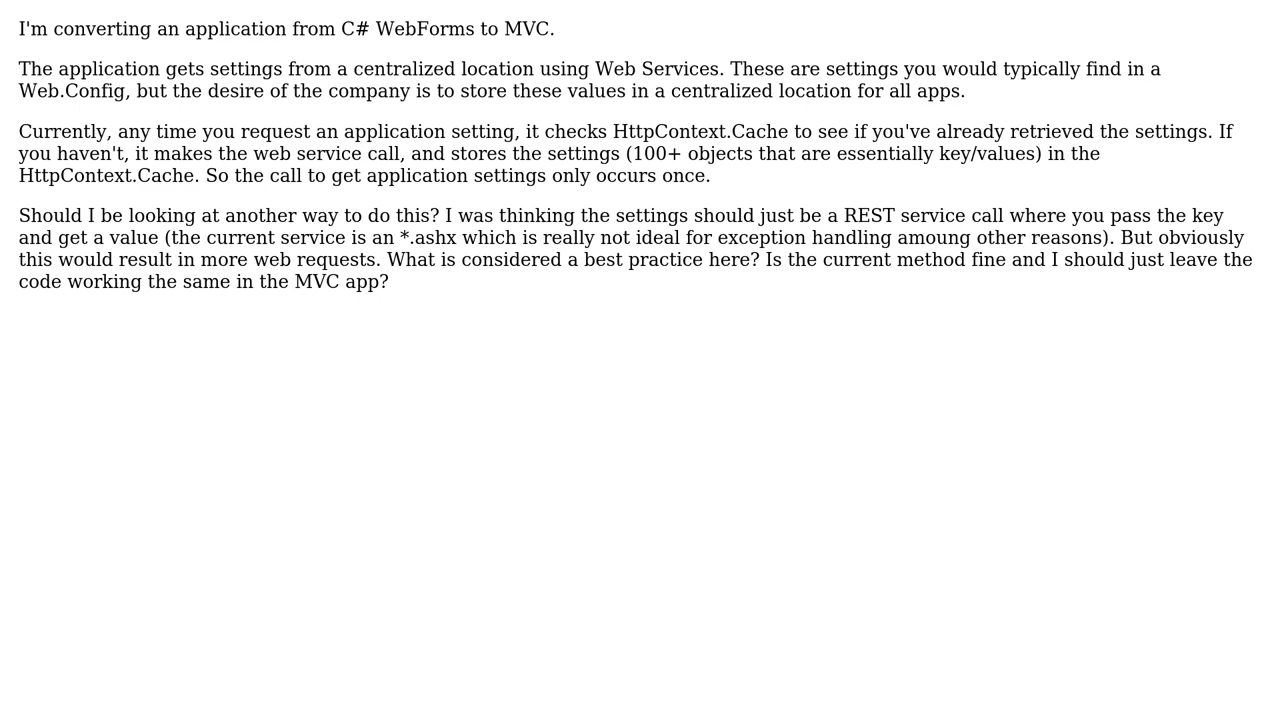 I'm converting an application from C# WebForms to MVC.
The application gets settings from a centralized location using Web Services. These are settings you would typically find in a
Web.Config, but the desire of the company is to store these values in a centralized location for all apps.
Currently, any time you request an application setting, it checks HttpContext.Cache to see if you've already retrieved the settings. If
you haven't, it makes the web service call, and stores the settings (100+ objects that are essentially key/values) in the
HttpContext.Cache. So the call to get application settings only occurs once.
Should I be looking at another way to do this? I was thinking the settings should just be a REST service call where you pass the key
and get a value (the current service is an *.ashx which is really not ideal for exception handling amoung other reasons). But obviously
this would result in more web requests. What is considered a best practice here? Is the current method fine and I should just leave the
code working the same in the MVC app?